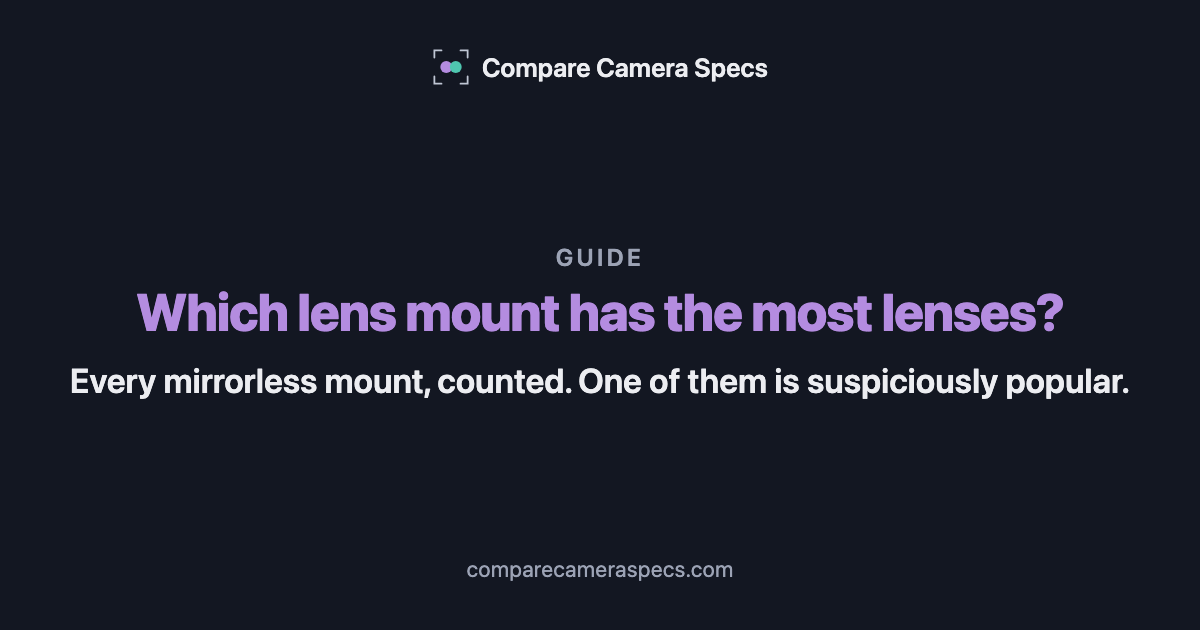 Compare Camera Specs
GUIDE
Which lens mount has the most lenses?
Every mirrorless mount, counted. One of them is suspiciously popular.
comparecameraspecs.com